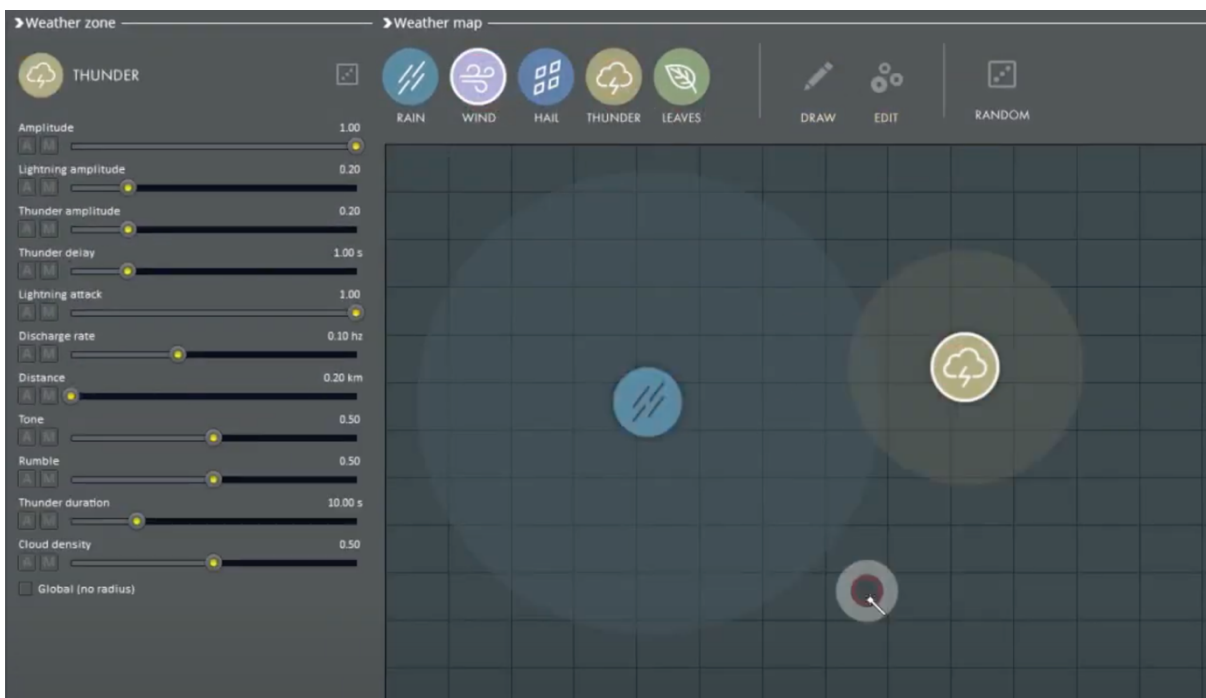 Weather zone
THUNDER
Amplitude 1.00
A M
Lightning amplitude 0.20
A M
Thunder amplitude 0.20
A M
Thunder delay 1.00 s
A M
Lightning attack 1.00
A M
Discharge rate 0.10 hz
A M
Distance 0.20 km
A M
Tone 0.50
A M
Rumble 0.50
A M
Thunder duration 10.00 s
A M
Cloud density 0.50
A M
Global (no radius)
Weather map
RAIN WIND HAIL THUNDER LEAVES DRAW EDIT RANDOM